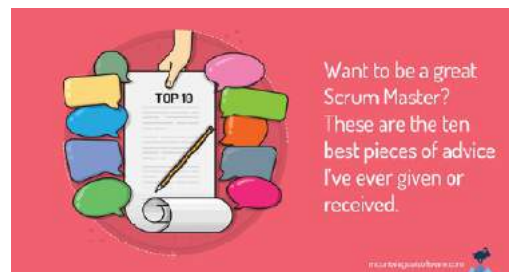 TOP 10
Want to be a great
Scrum Master?
These are the ten
best pieces of advice
I've ever given or
received.